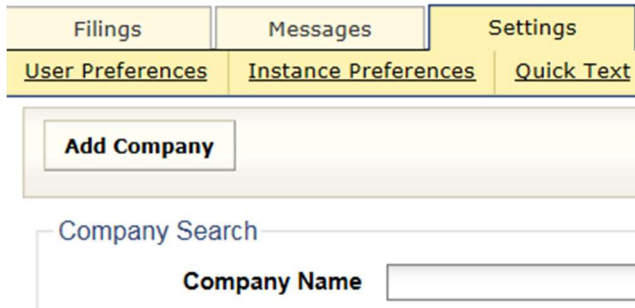 Filings Messages Settings
User Preferences Instance Preferences Quick Text
Add Company
Company Search
Company Name